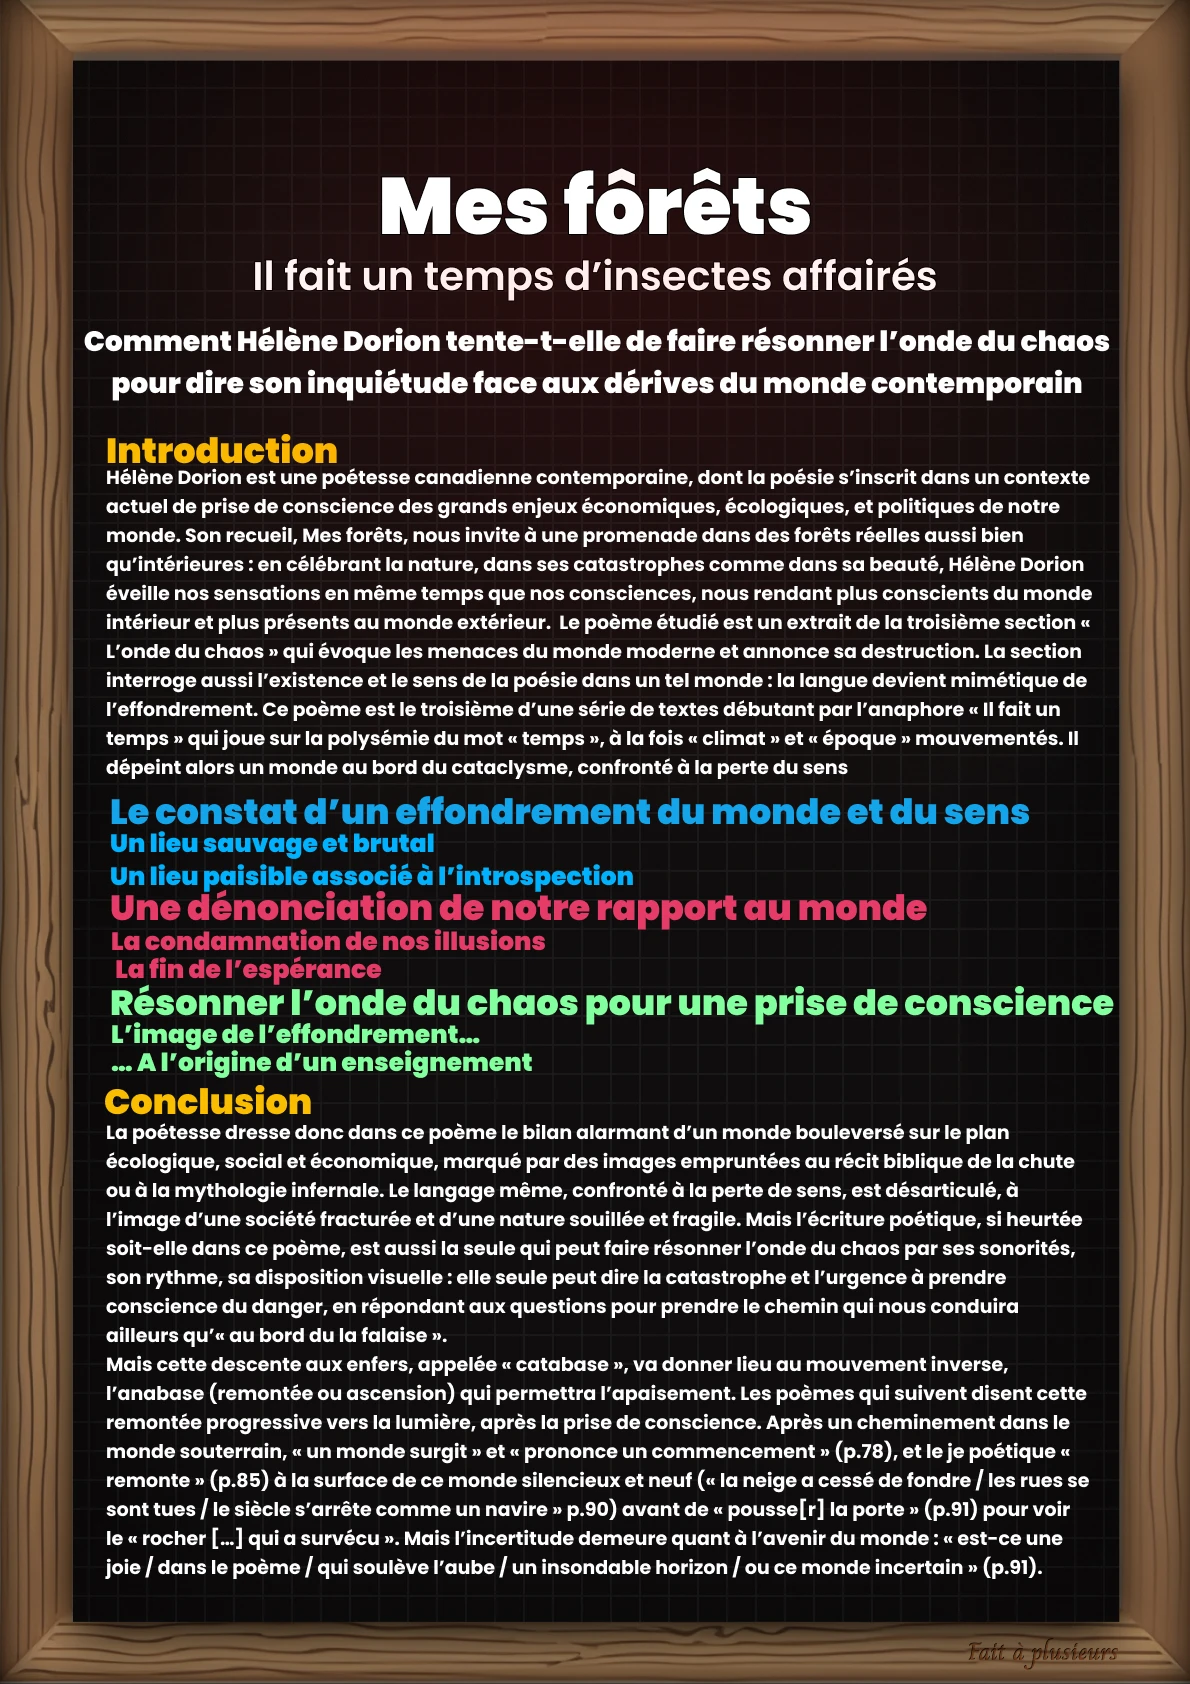 Mes fôrêts
Il fait un temps d’insectes affairés
Comment Hélène Dorion tente-t-elle de faire résonner l’onde du chaos
pour dire son inquiétude face aux dérives du monde contemporain
Introduction
Hélène Dorion est une poétesse canadienne contemporaine, dont la poésie s’inscrit dans un contexte
actuel de prise de conscience des grands enjeux économiques, écologiques, et politiques de notre
monde. Son recueil, Mes forêts, nous invite à une promenade dans des forêts réelles aussi bien
qu’intérieures : en célébrant la nature, dans ses catastrophes comme dans sa beauté, Hélène Dorion
éveille nos sensations en même temps que nos consciences, nous rendant plus conscients du monde
intérieur et plus présents au monde extérieur.  Le poème étudié est un extrait de la troisième section «
L’onde du chaos » qui évoque les menaces du monde moderne et annonce sa destruction. La section
interroge aussi l’existence et le sens de la poésie dans un tel monde : la langue devient mimétique de
l’effondrement. Ce poème est le troisième d’une série de textes débutant par l’anaphore « Il fait un
temps » qui joue sur la polysémie du mot « temps », à la fois « climat » et « époque » mouvementés. Il
dépeint alors un monde au bord du cataclysme, confronté à la perte du sens
Le constat d’un effondrement du monde et du sens
Un lieu sauvage et brutal
Un lieu paisible associé à l’introspection
Une dénonciation de notre rapport au monde
La condamnation de nos illusions
La fin de l’espérance
Résonner l’onde du chaos pour une prise de conscience
L’image de l’effondrement...
... A l’origine d’un enseignement
Conclusion
La poétesse dresse donc dans ce poème le bilan alarmant d’un monde bouleversé sur le plan
écologique, social et économique, marqué par des images empruntées au récit biblique de la chute
ou à la mythologie infernale. Le langage même, confronté à la perte de sens, est désarticulé, à
l’image d’une société fracturée et d’une nature souillée et fragile. Mais l’écriture poétique, si heurtée
soit-elle dans ce poème, est aussi la seule qui peut faire résonner l’onde du chaos par ses sonorités,
son rythme, sa disposition visuelle : elle seule peut dire la catastrophe et l’urgence à prendre
conscience du danger, en répondant aux questions pour prendre le chemin qui nous conduira
ailleurs qu’« au bord du la falaise ».
Mais cette descente aux enfers, appelée « catabase », va donner lieu au mouvement inverse,
l’anabase (remontée ou ascension) qui permettra l’apaisement. Les poèmes qui suivent disent cette
remontée progressive vers la lumière, après la prise de conscience. Après un cheminement dans le
monde souterrain, « un monde surgit » et « prononce un commencement » (p.78), et le je poétique «
remonte » (p.85) à la surface de ce monde silencieux et neuf (« la neige a cessé de fondre / les rues se
sont tues / le siècle s’arrête comme un navire » p.90) avant de « pousse[r] la porte » (p.91) pour voir
le « rocher [...] qui a survécu ». Mais l’incertitude demeure quant à l’avenir du monde : « est-ce une
joie / dans le poème / qui soulève l’aube / un insondable horizon / ou ce monde incertain » (p.91).
Fait à plusieurs